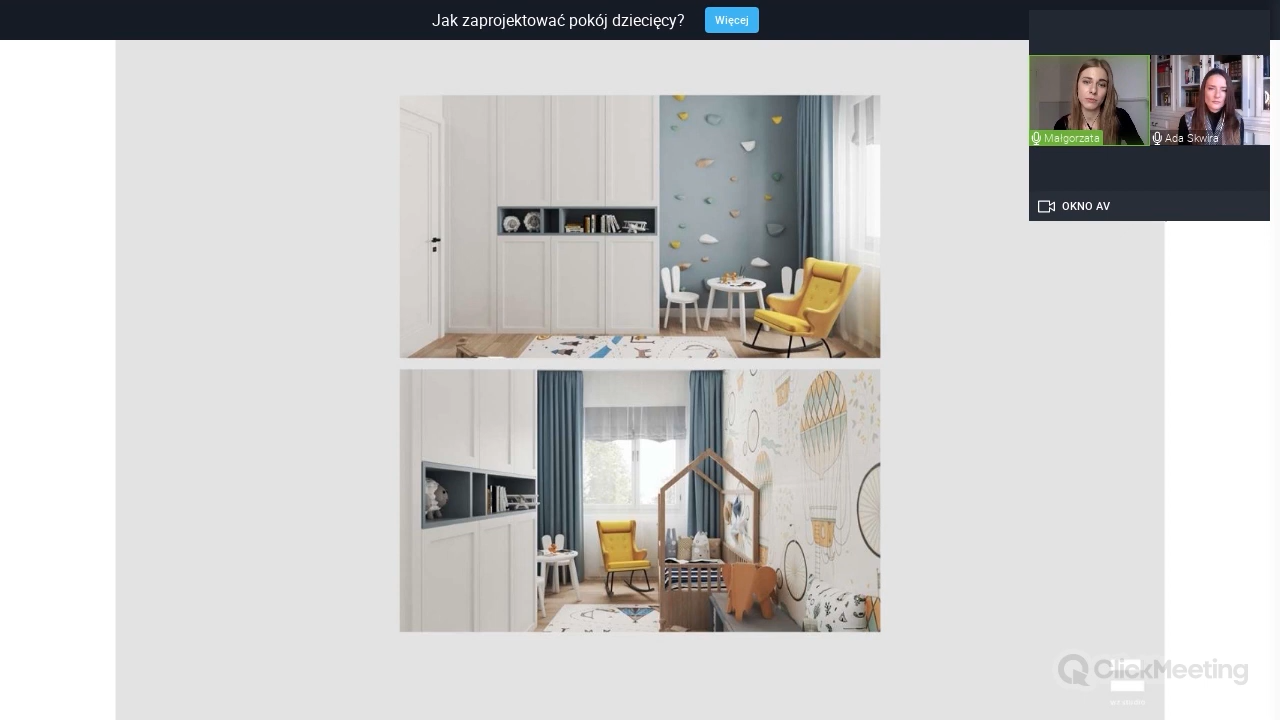 Jak zaprojektować pokój dziecięcy?
Więcej
Małgorzata
Ada Skwira
OKNO AV
ClickMeeting